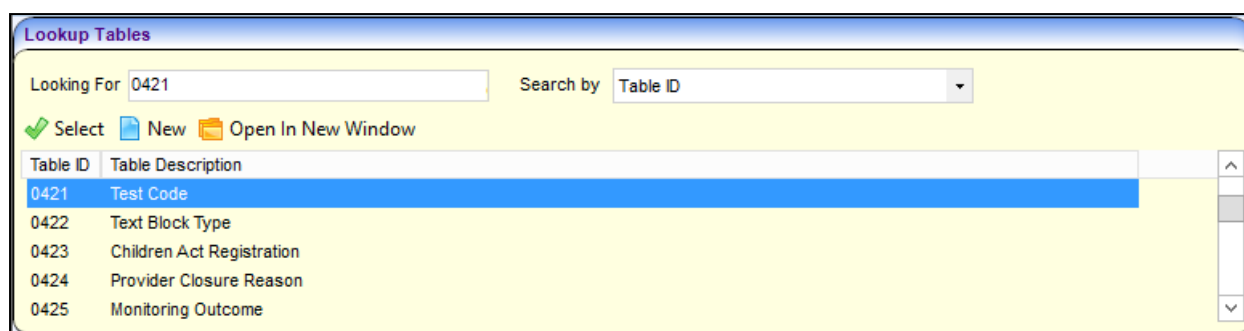 Lookup Tables
Looking For 0421 Search by Table ID
Select New Open In New Window
Table ID Table Description
0421 Test Code
0422 Text Block Type
0423 Children Act Registration
0424 Provider Closure Reason
0425 Monitoring Outcome